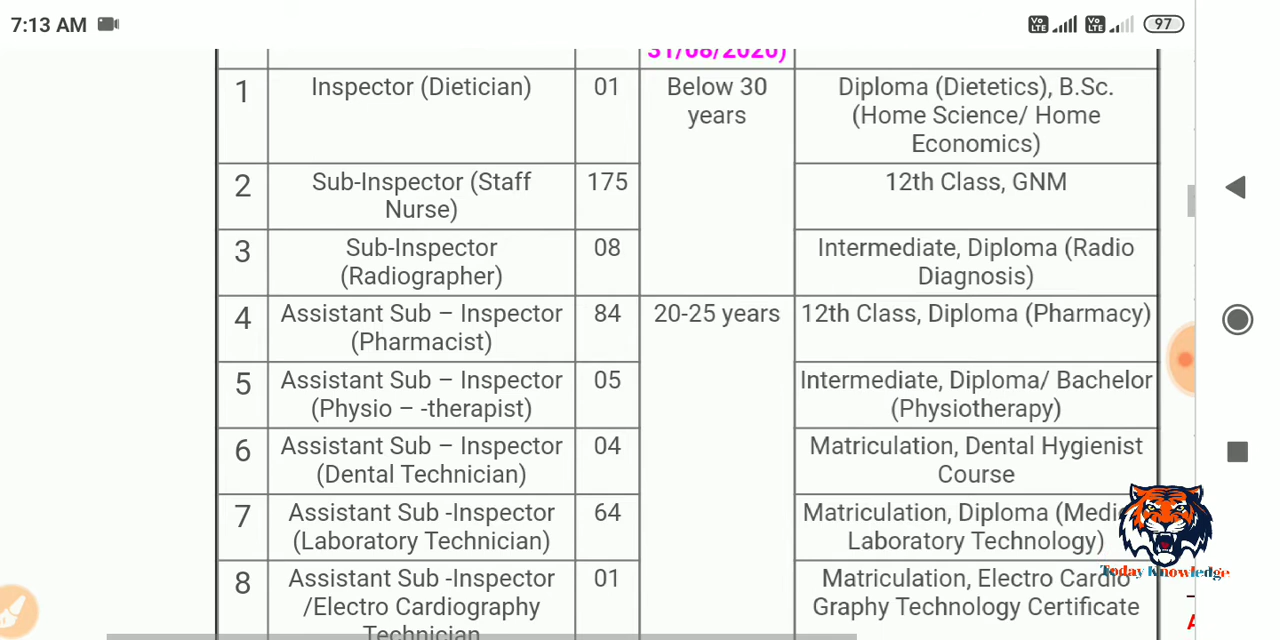 7:13 AM
Vo LTE
Vo LTE
97
31/08/2020)
1 Inspector (Dietician) 01 Below 30 years Diploma (Dietetics), B.Sc. (Home Science/ Home Economics)
2 Sub-Inspector (Staff Nurse) 175 12th Class, GNM
3 Sub-Inspector (Radiographer) 08 Intermediate, Diploma (Radio Diagnosis)
4 Assistant Sub – Inspector (Pharmacist) 84 20-25 years 12th Class, Diploma (Pharmacy)
5 Assistant Sub – Inspector (Physio – -therapist) 05 Intermediate, Diploma/ Bachelor (Physiotherapy)
6 Assistant Sub – Inspector (Dental Technician) 04 Matriculation, Dental Hygienist Course
7 Assistant Sub -Inspector (Laboratory Technician) 64 Matriculation, Diploma ( Laboratory Technology)
8 Assistant Sub -Inspector /Electro Cardiography Technician 01 Matriculation, Electro Cardio Graphy Technology Certificate
Today Knowledge